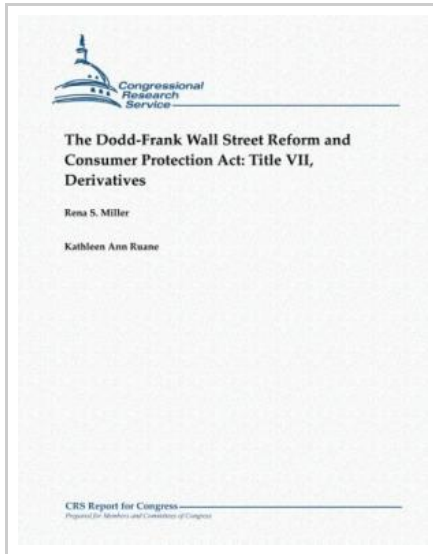 Congressional
Research
Service
The Dodd-Frank Wall Street Reform and
Consumer Protection Act: Title VII,
Derivatives
Rena S. Miller
Kathleen Ann Ruane
CRS Report for Congress
Prepared for Members and Committees of Congress